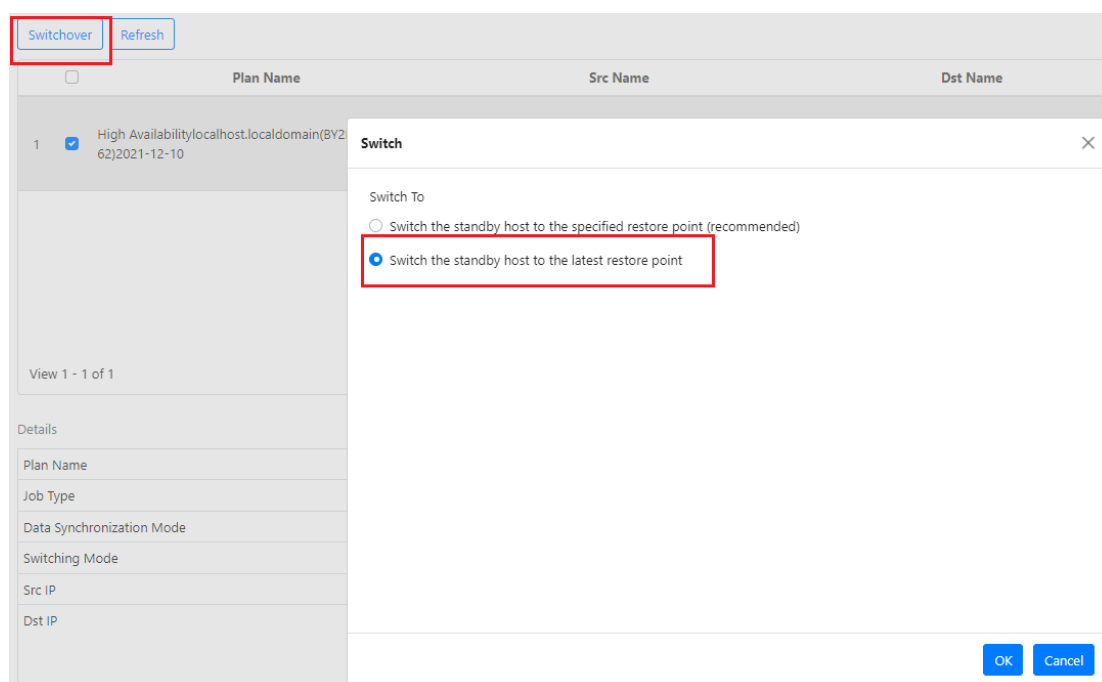 Switchover Refresh
Plan Name Src Name Dst Name
1 High Availabilitylocalhost.localdomain(BY2
62)2021-12-10
Switch
Switch To
Switch the standby host to the specified restore point (recommended)
Switch the standby host to the latest restore point
View 1 - 1 of 1
Details
Plan Name
Job Type
Data Synchronization Mode
Switching Mode
Src IP
Dst IP
OK Cancel